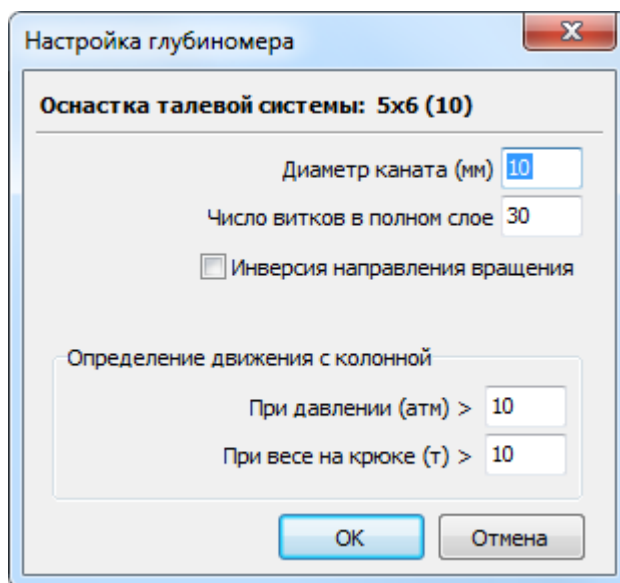 Настройка глубиномера
Оснастка талевой системы: 5х6 (10)
Диаметр каната (мм) 10
Число витков в полном слое 30
Инверсия направления вращения
Определение движения с колонной
При давлении (атм) > 10
При весе на крюке (т) > 10
OK Отмена